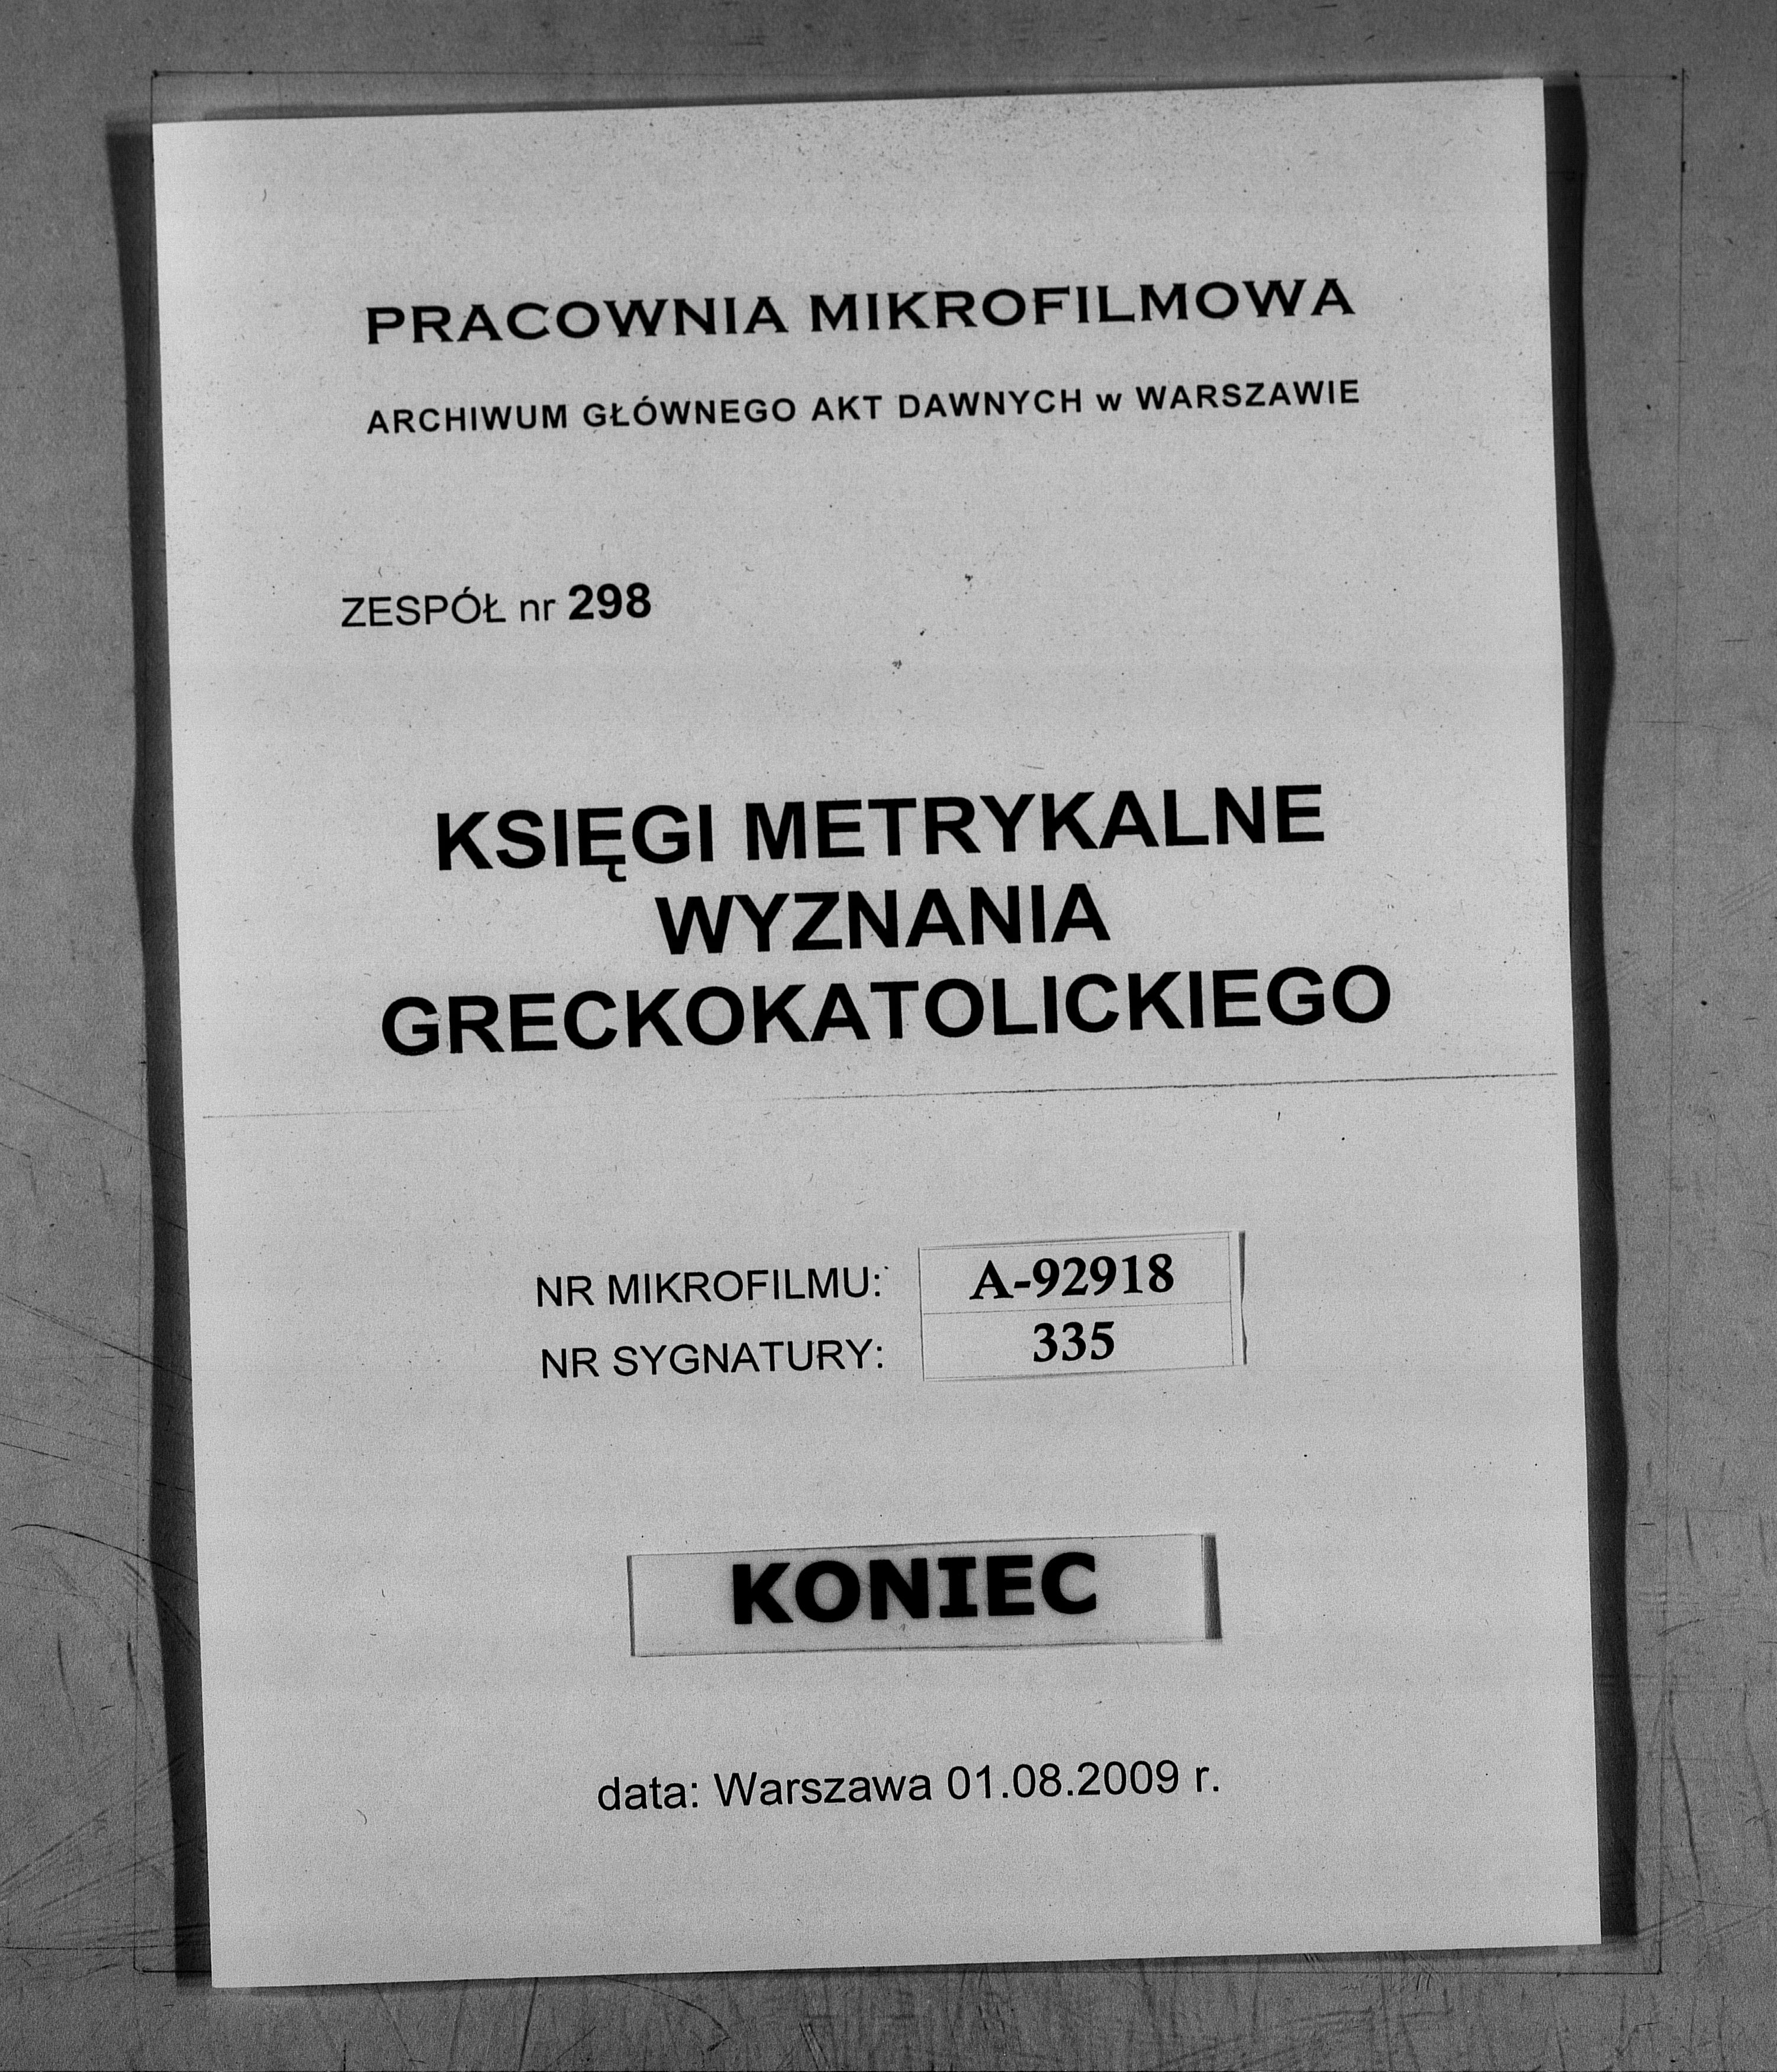 PRACOWNIA MIKROFILMOWA
ARCHIWUM GŁÓWNEGO AKT DAWNYCH w WARSZAWIE
ZESPÓŁ nr 298
KSIĘGI METRYKALNE
WYZNANIA
GRECKOKATOLICKIEGO
NR MIKROFILMU: A-92918
NR SYGNATURY: 335
KONIEC
data: Warszawa 01.08.2009 r.